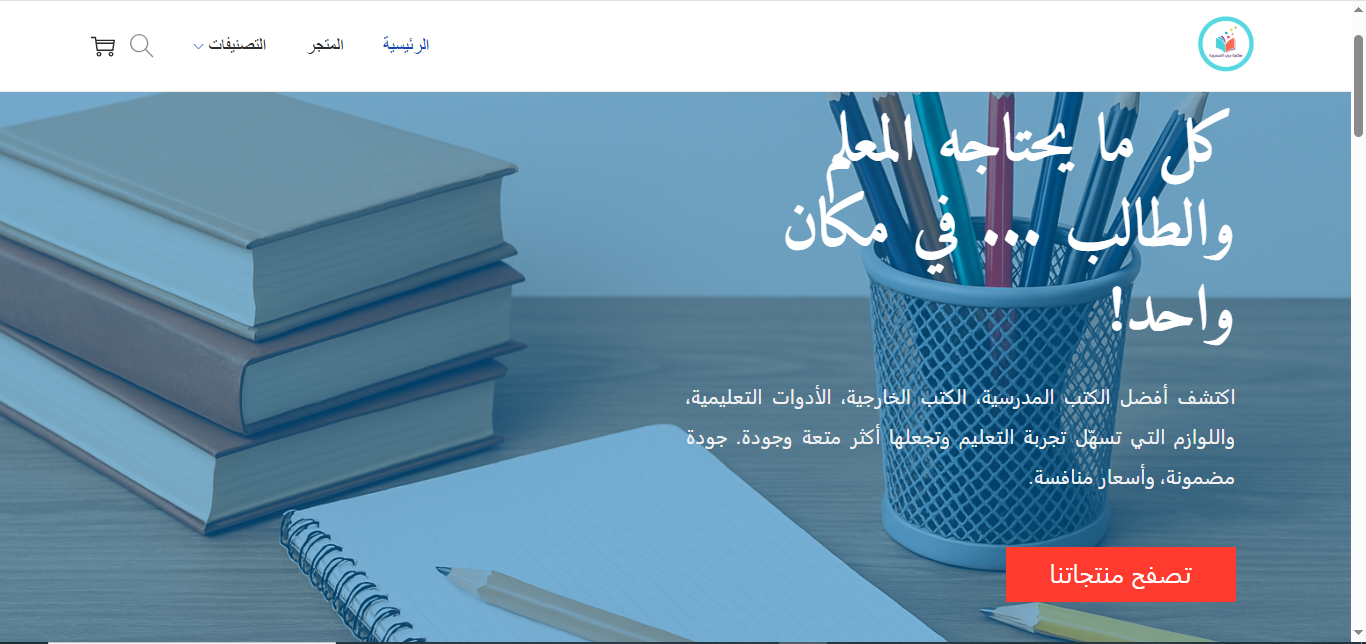 الرئيسية
المتجر
التصنيفات
كل ما يحتاجه المعلم
والطالب ... في مكان
واحد!
اكتشف أفضل الكتب المدرسية، الكتب الخارجية، الأدوات التعليمية،
واللوازم التي تسهّل تجربة التعليم وتجعلها أكثر متعة وجودة. جودة
مضمونة، وأسعار منافسة.
تصفح منتجاتنا